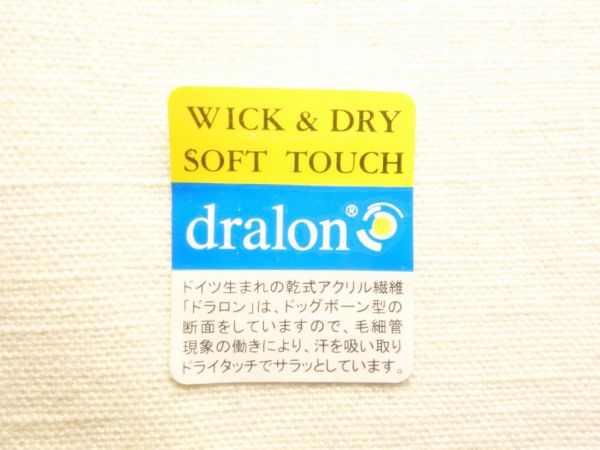 WICK & DRY
SOFT TOUCH
dralon®
ドイツ生まれの乾式アクリル繊維
「ドラロン」は、ドッグボーン型の
断面をしていますので、毛細管
現象の働きにより、汗を吸い取り
ドライタッチでサラッとしています。